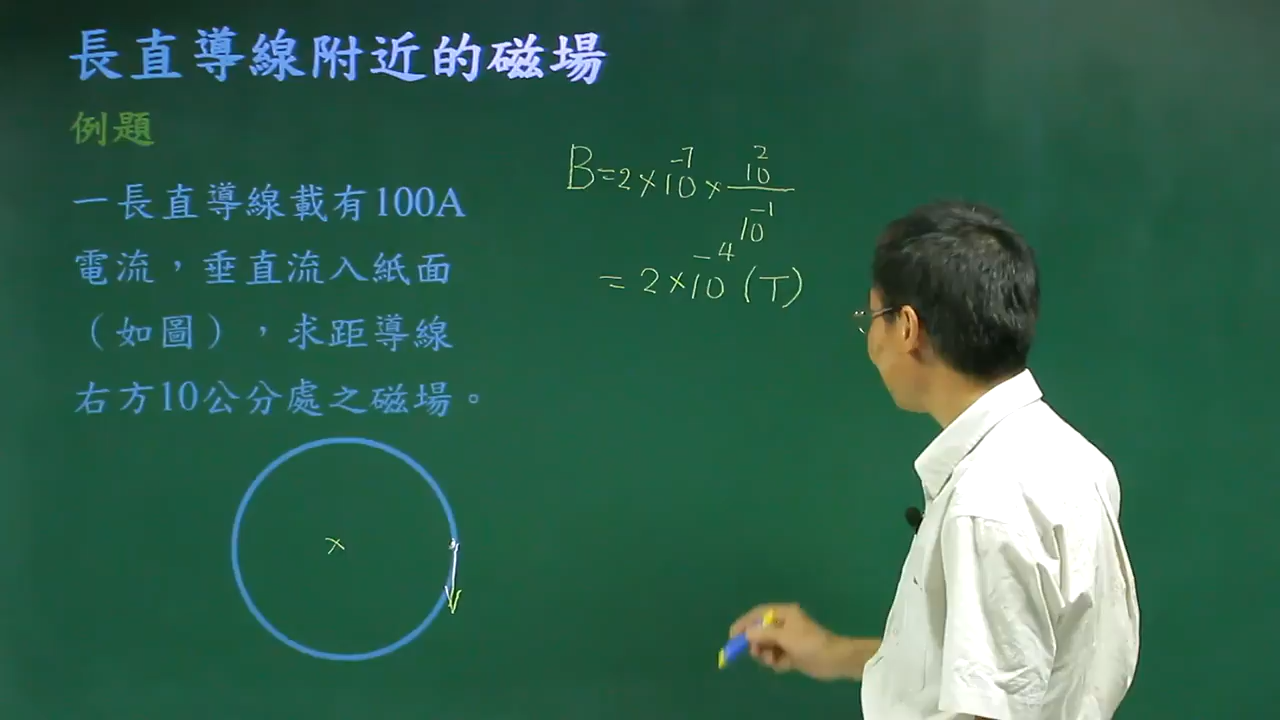 長直導線附近的磁場
例題
一長直導線載有100A
電流，垂直流入紙面
（如圖），求距導線
右方10公分處之磁場。
B=2×10⁻⁷×10²/10⁻¹
=2×10⁻⁴(T)
×